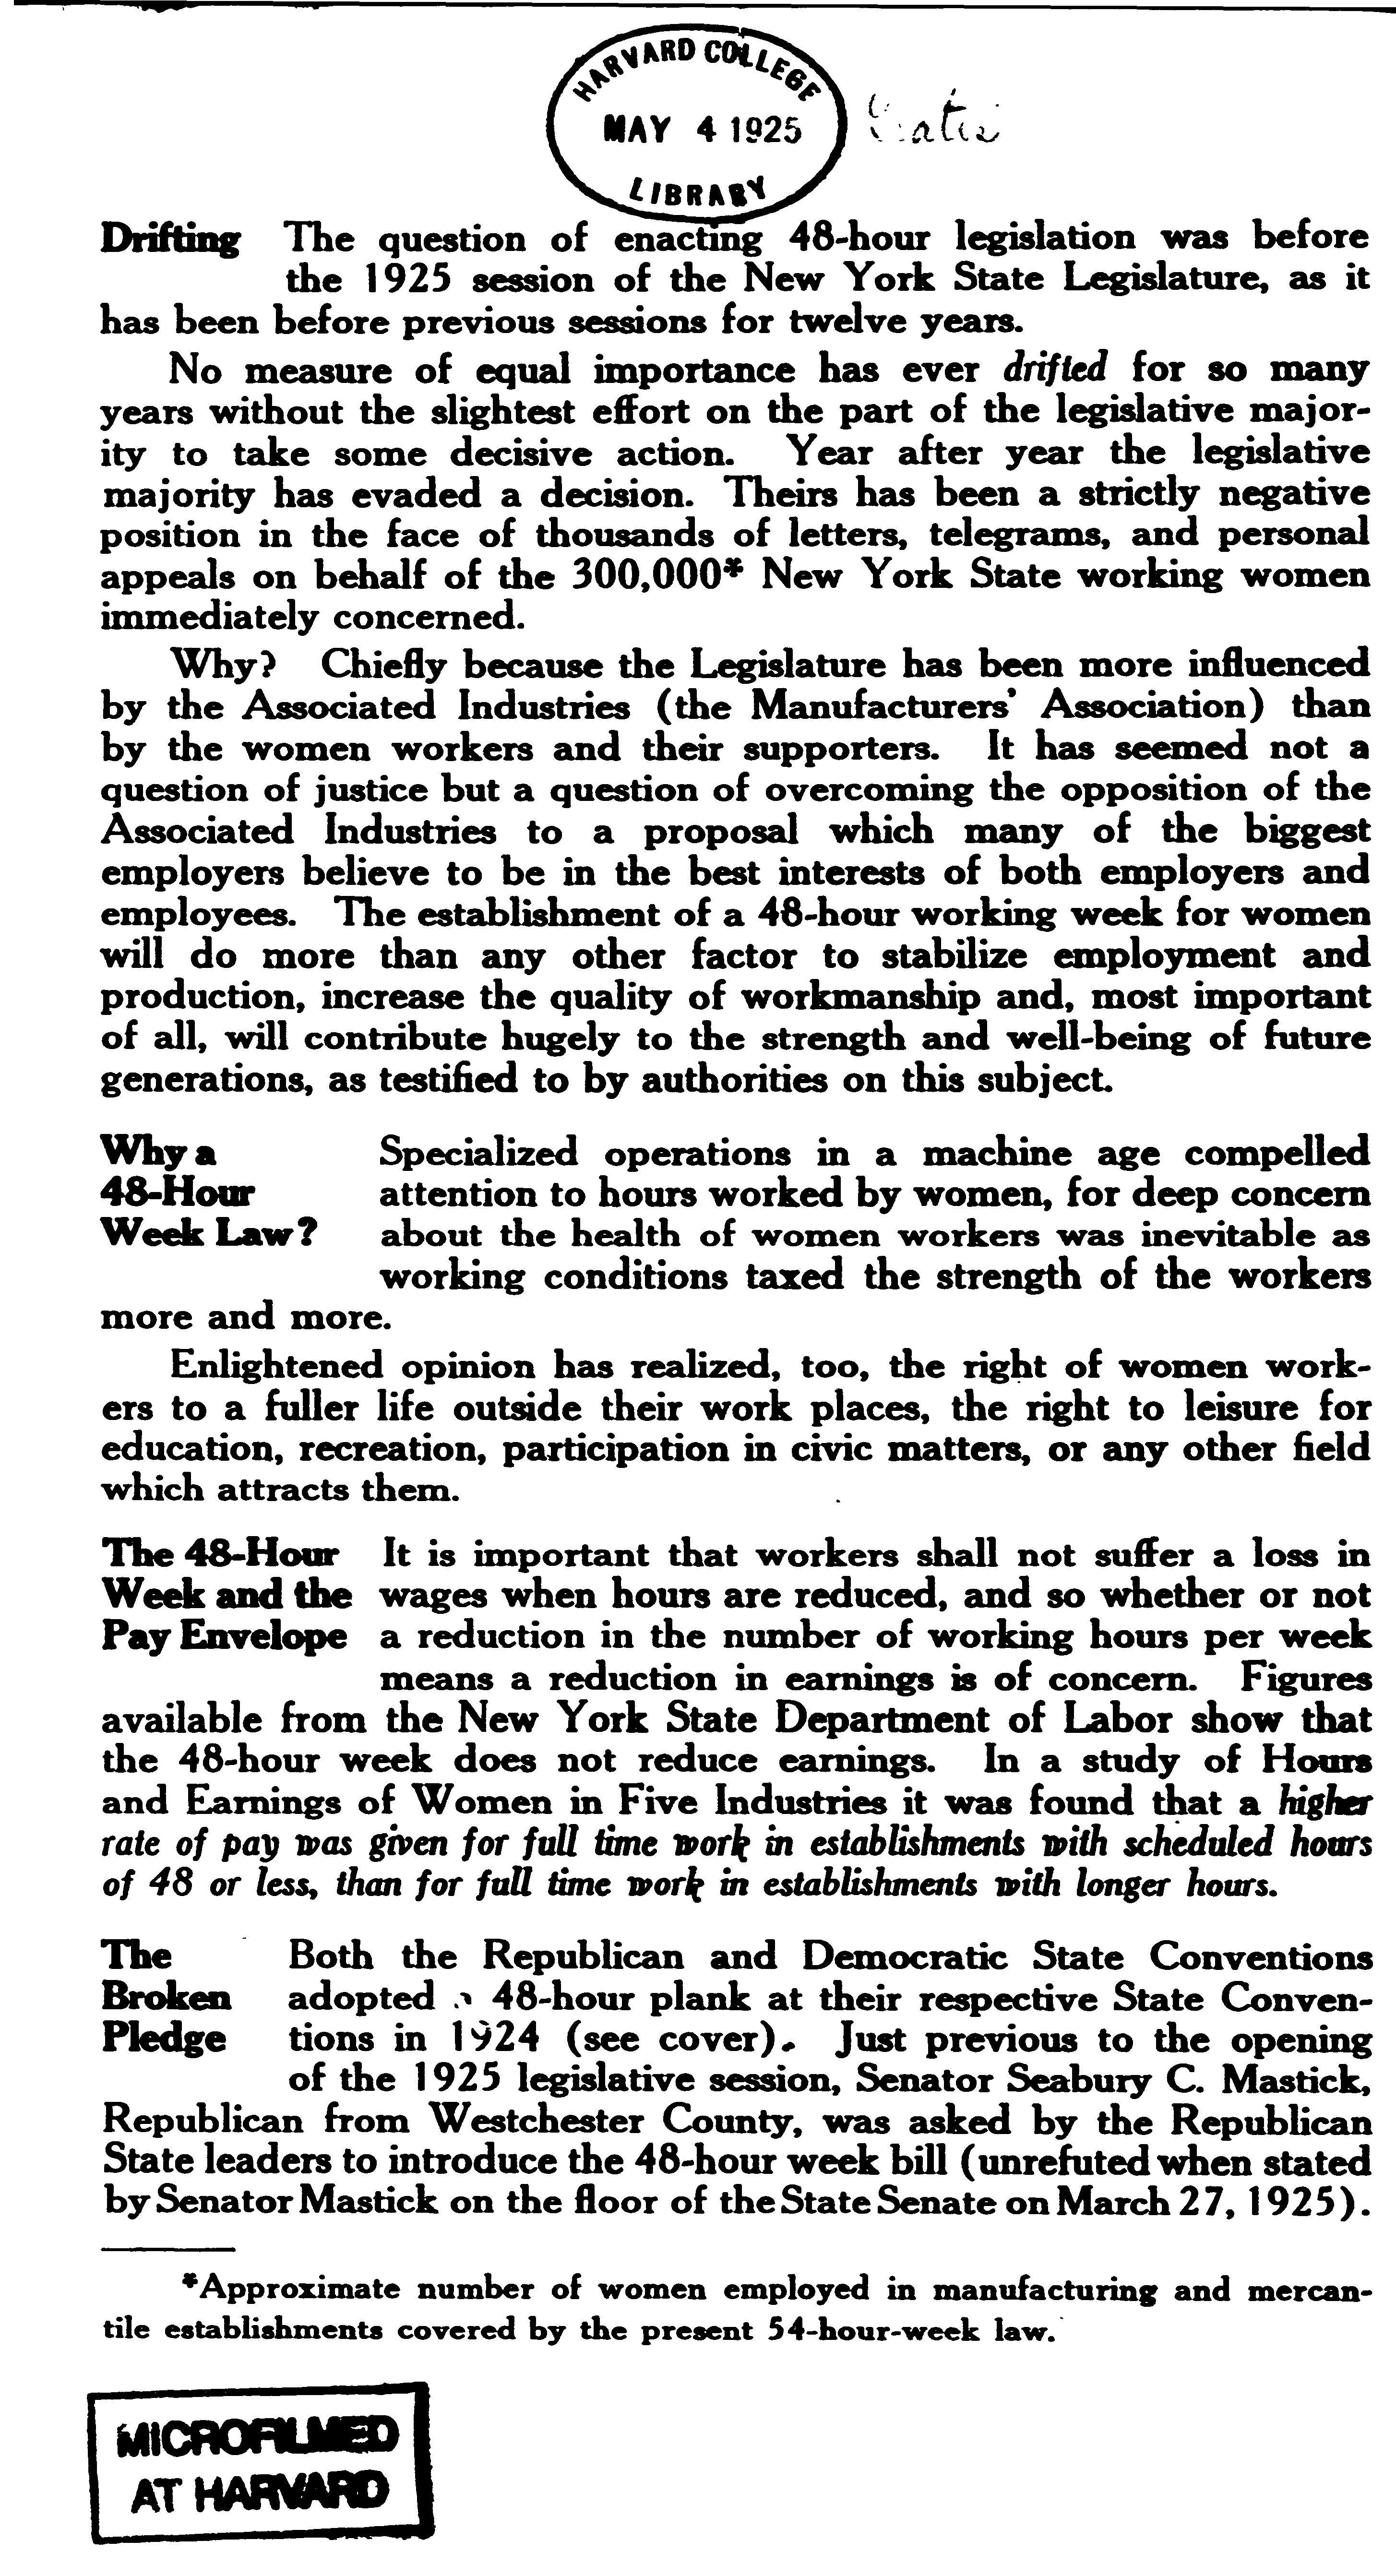 HARVARD COLLEGE
MAY 4 1925
LIBRARY
Drifting The question of enacting 48-hour legislation was before
the 1925 session of the New York State Legislature, as it
has been before previous sessions for twelve years.
No measure of equal importance has ever drifted for so many
years without the slightest effort on the part of the legislative major-
ity to take some decisive action. Year after year the legislative
majority has evaded a decision. Theirs has been a strictly negative
position in the face of thousands of letters, telegrams, and personal
appeals on behalf of the 300,000* New York State working women
immediately concerned.
Why? Chiefly because the Legislature has been more influenced
by the Associated Industries (the Manufacturers' Association) than
by the women workers and their supporters. It has seemed not a
question of justice but a question of overcoming the opposition of the
Associated Industries to a proposal which many of the biggest
employers believe to be in the best interests of both employers and
employees. The establishment of a 48-hour working week for women
will do more than any other factor to stabilize employment and
production, increase the quality of workmanship and, most important
of all, will contribute hugely to the strength and well-being of future
generations, as testified to by authorities on this subject.
Why a Specialized operations in a machine age compelled
48-Hour attention to hours worked by women, for deep concern
Week Law? about the health of women workers was inevitable as
working conditions taxed the strength of the workers
more and more.
Enlightened opinion has realized, too, the right of women work-
ers to a fuller life outside their work places, the right to leisure for
education, recreation, participation in civic matters, or any other field
which attracts them.
The 48-Hour It is important that workers shall not suffer a loss in
Week and the wages when hours are reduced, and so whether or not
Pay Envelope a reduction in the number of working hours per week
means a reduction in earnings is of concern. Figures
available from the New York State Department of Labor show that
the 48-hour week does not reduce earnings. In a study of Hours
and Earnings of Women in Five Industries it was found that a higher
rate of pay was given for full time work in establishments with scheduled hours
of 48 or less, than for full time work in establishments with longer hours.
The Both the Republican and Democratic State Conventions
Broken adopted a 48-hour plank at their respective State Conven-
Pledge tions in 1924 (see cover). Just previous to the opening
of the 1925 legislative session, Senator Seabury C. Mastick,
Republican from Westchester County, was asked by the Republican
State leaders to introduce the 48-hour week bill (unrefuted when stated
by Senator Mastick on the floor of the State Senate on March 27, 1925).
*Approximate number of women employed in manufacturing and mercan-
tile establishments covered by the present 54-hour-week law.
MICROFILMED
AT HARVARD